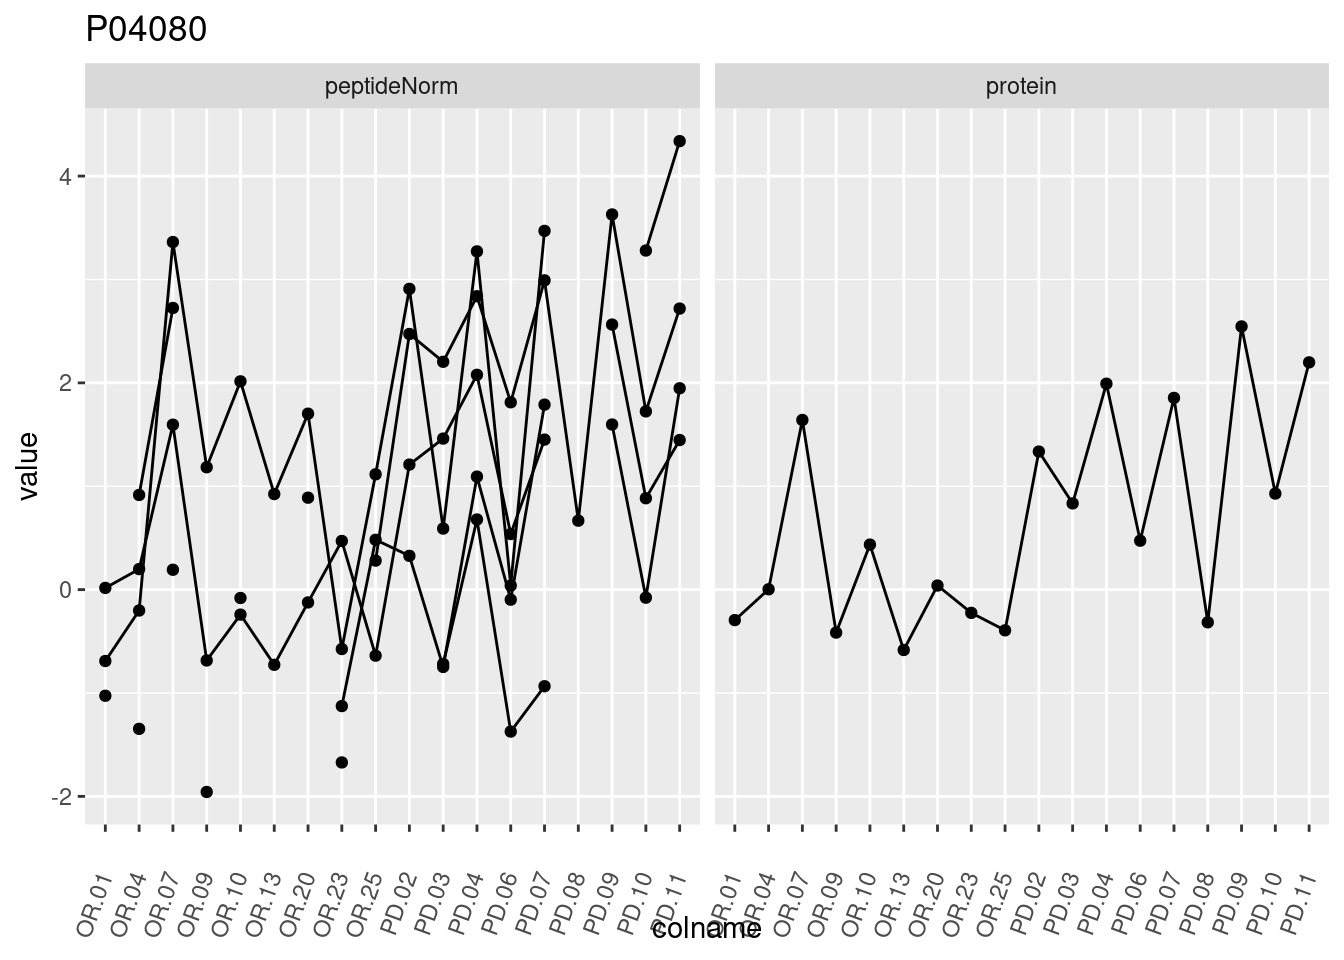 P04080
peptideNorm protein
4
2
0
-2
value
OR.01 OR.04 OR.07 OR.09 OR.10 OR.13 OR.20 OR.23 OR.25 PD.02 PD.03 PD.04 PD.06 PD.07 PD.08 PD.09 PD.10 PD.11 OR.01 OR.04 OR.07 OR.09 OR.10 OR.13 OR.20 OR.23 OR.25 PD.02 PD.03 PD.04 PD.06 PD.07 PD.08 PD.09 PD.10 PD.11
colname